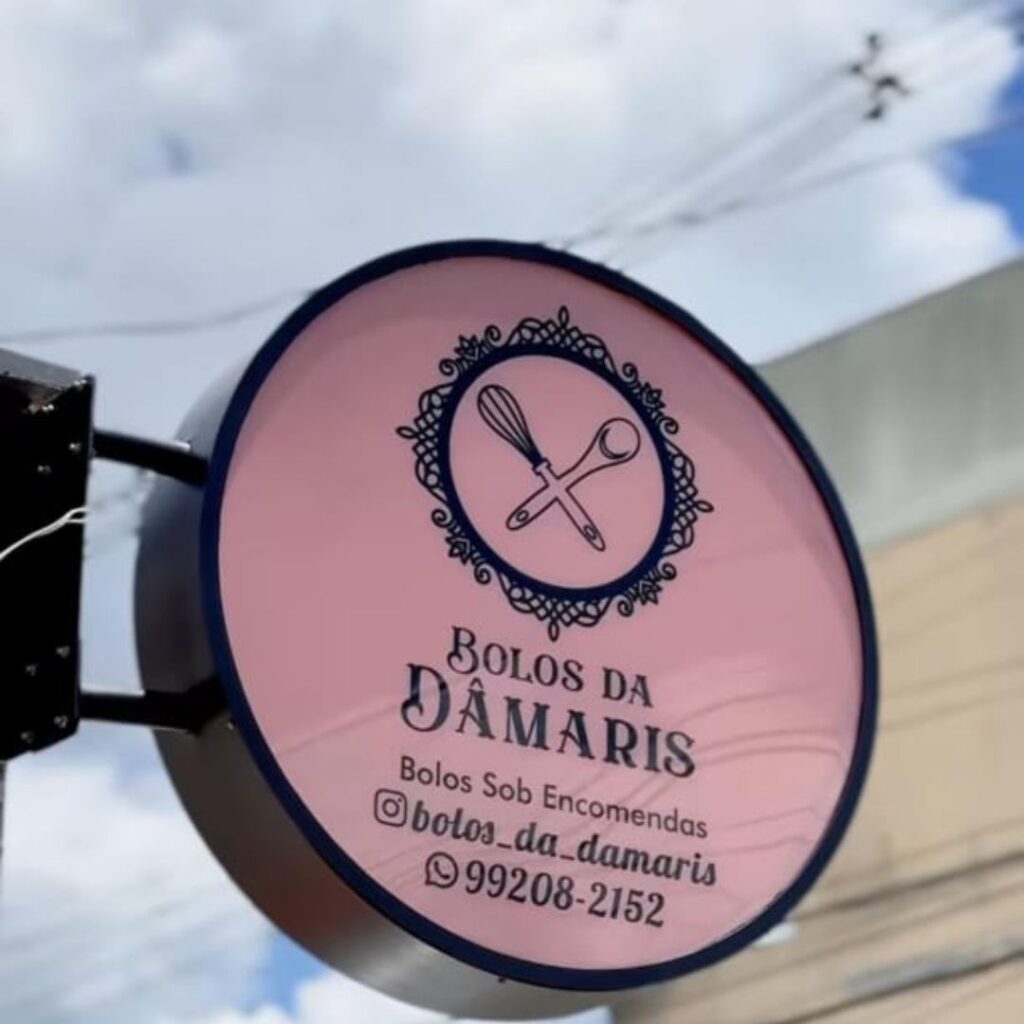 BOLOS DA
DÂMARIS
Bolos Sob Encomendas
bolos_da_damaris
99208-2152